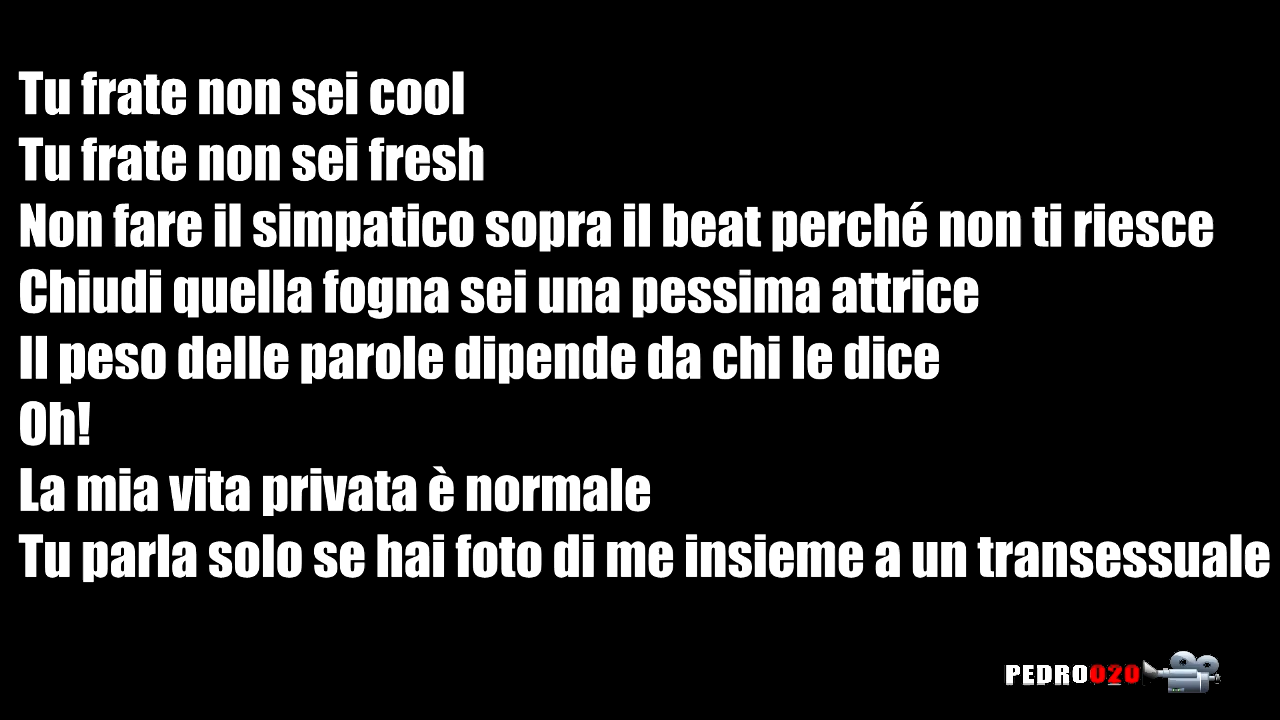 Tu frate non sei cool
Tu frate non sei fresh
Non fare il simpatico sopra il beat perché non ti riesce
Chiudi quella fogna sei una pessima attrice
Il peso delle parole dipende da chi le dice
Oh!
La mia vita privata è normale
Tu parla solo se hai foto di me insieme a un transessuale
PEDRO020